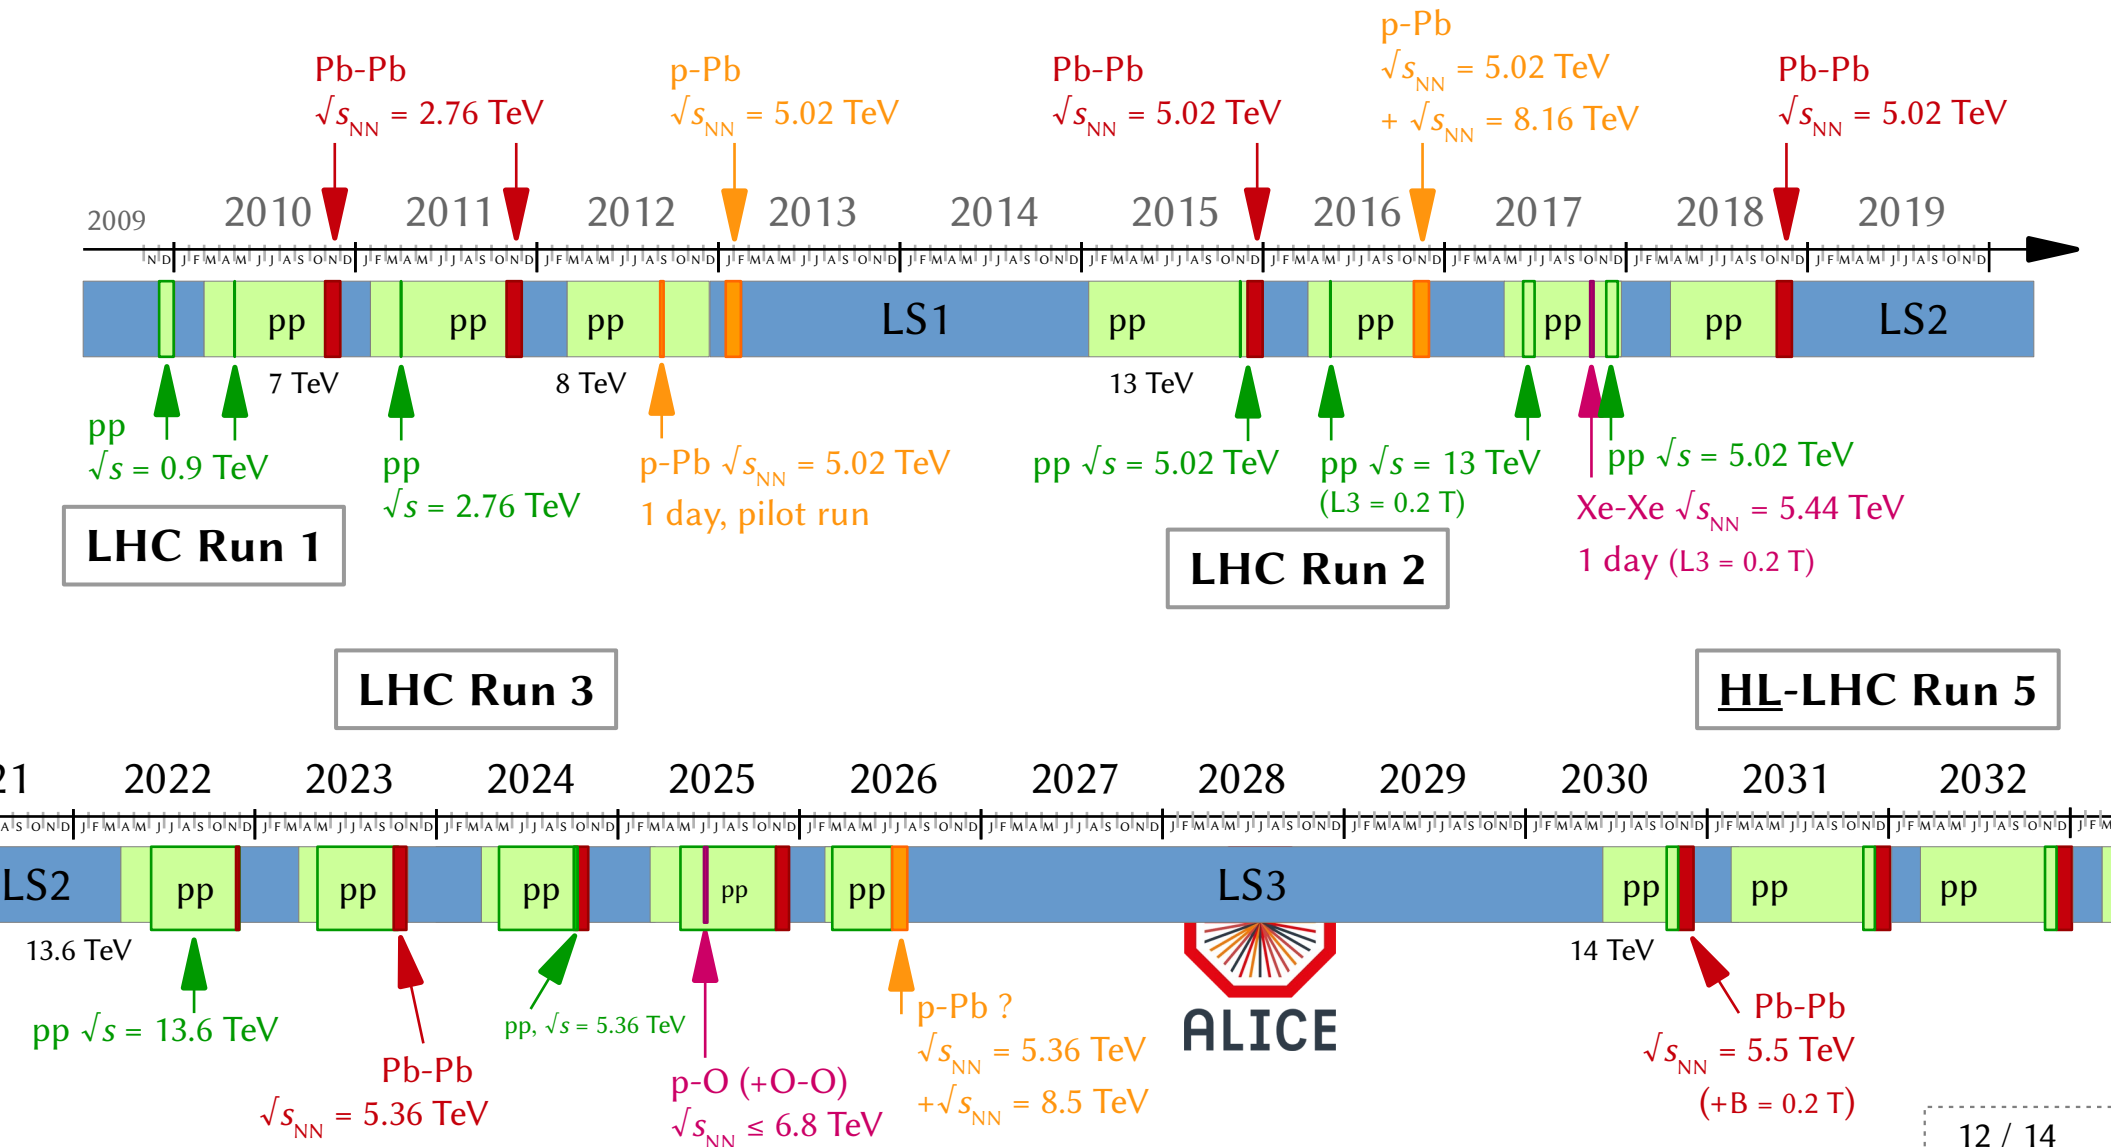 p-Pb
Pb-Pb
p-Pb
Pb-Pb
√sNN = 5.02 TeV
Pb-Pb
√sNN = 2.76 TeV
√sNN = 5.02 TeV
√sNN = 5.02 TeV
+ √sNN = 8.16 TeV
√sNN = 5.02 TeV
2009 2010 2011 2012 2013 2014 2015 2016 2017 2018 2019
N D J F M A M J J A S O N D J F M A M J J A S O N D J F M A M J J A S O N D J F M A M J J A S O N D J F M A M J J A S O N D J F M A M J J A S O N D J F M A M J J A S O N D J F M A M J J A S O N D J F M A M J J A S O N D J F M A M J J A S O N D
pp pp pp LS1 pp pp pp pp LS2
7 TeV 8 TeV 13 TeV
pp
√s = 0.9 TeV
pp
√s = 2.76 TeV
p-Pb √sNN = 5.02 TeV
1 day, pilot run
pp √s = 5.02 TeV
pp √s = 13 TeV
(L3 = 0.2 T)
pp √s = 5.02 TeV
Xe-Xe √sNN = 5.44 TeV
1 day (L3 = 0.2 T)
LHC Run 1
LHC Run 2
LHC Run 3
HL-LHC Run 5
21 2022 2023 2024 2025 2026 2027 2028 2029 2030 2031 2032
A S O N D J F M A M J J A S O N D J F M A M J J A S O N D J F M A M J J A S O N D J F M A M J J A S O N D J F M A M J J A S O N D J F M A M J J A S O N D J F M A M J J A S O N D J F M A M J J A S O N D J F M A M J J A S O N D J F M A M J J A S O N D J F M A M J J A S O N D J F M
LS2 pp pp pp pp pp LS3 pp pp pp
13.6 TeV 14 TeV
pp √s = 13.6 TeV
Pb-Pb
√sNN = 5.36 TeV
pp, √s = 5.36 TeV
p-O (+O-O)
√sNN ≤ 6.8 TeV
p-Pb ?
√sNN = 5.36 TeV
+√sNN = 8.5 TeV
ALICE
Pb-Pb
√sNN = 5.5 TeV
(+B = 0.2 T)
12 / 14